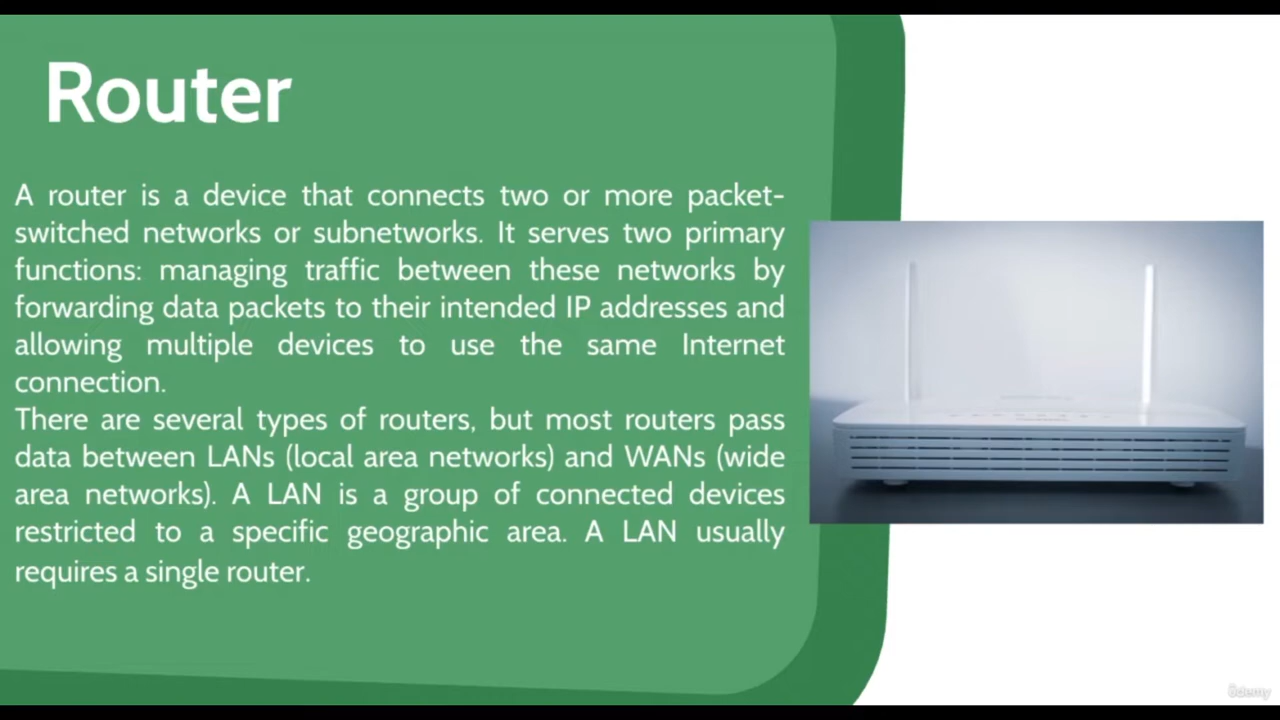 Router
A router is a device that connects two or more packet-
switched networks or subnetworks. It serves two primary
functions: managing traffic between these networks by
forwarding data packets to their intended IP addresses and
allowing multiple devices to use the same Internet
connection.
There are several types of routers, but most routers pass
data between LANs (local area networks) and WANs (wide
area networks). A LAN is a group of connected devices
restricted to a specific geographic area. A LAN usually
requires a single router.
ûdemy